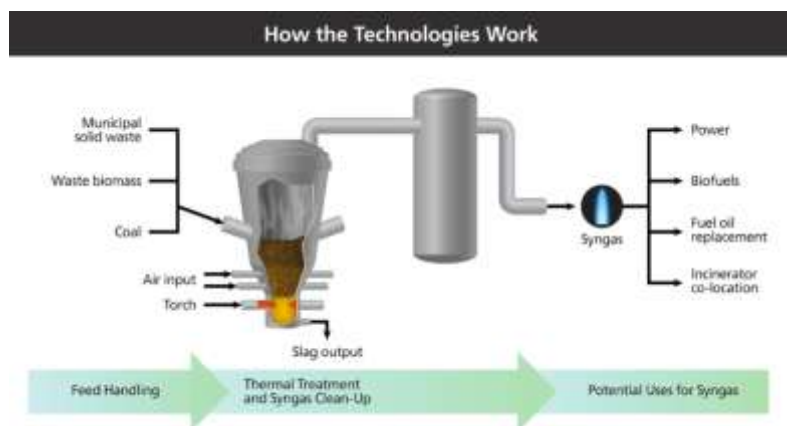 How the Technologies Work
Municipal
solid waste
Waste biomass
Coal
Air input
Torch
Slag output
Syngas
Power
Biofuels
Fuel oil
replacement
Incinerator
co-location
Feed Handling
Thermal Treatment
and Syngas Clean-Up
Potential Uses for Syngas